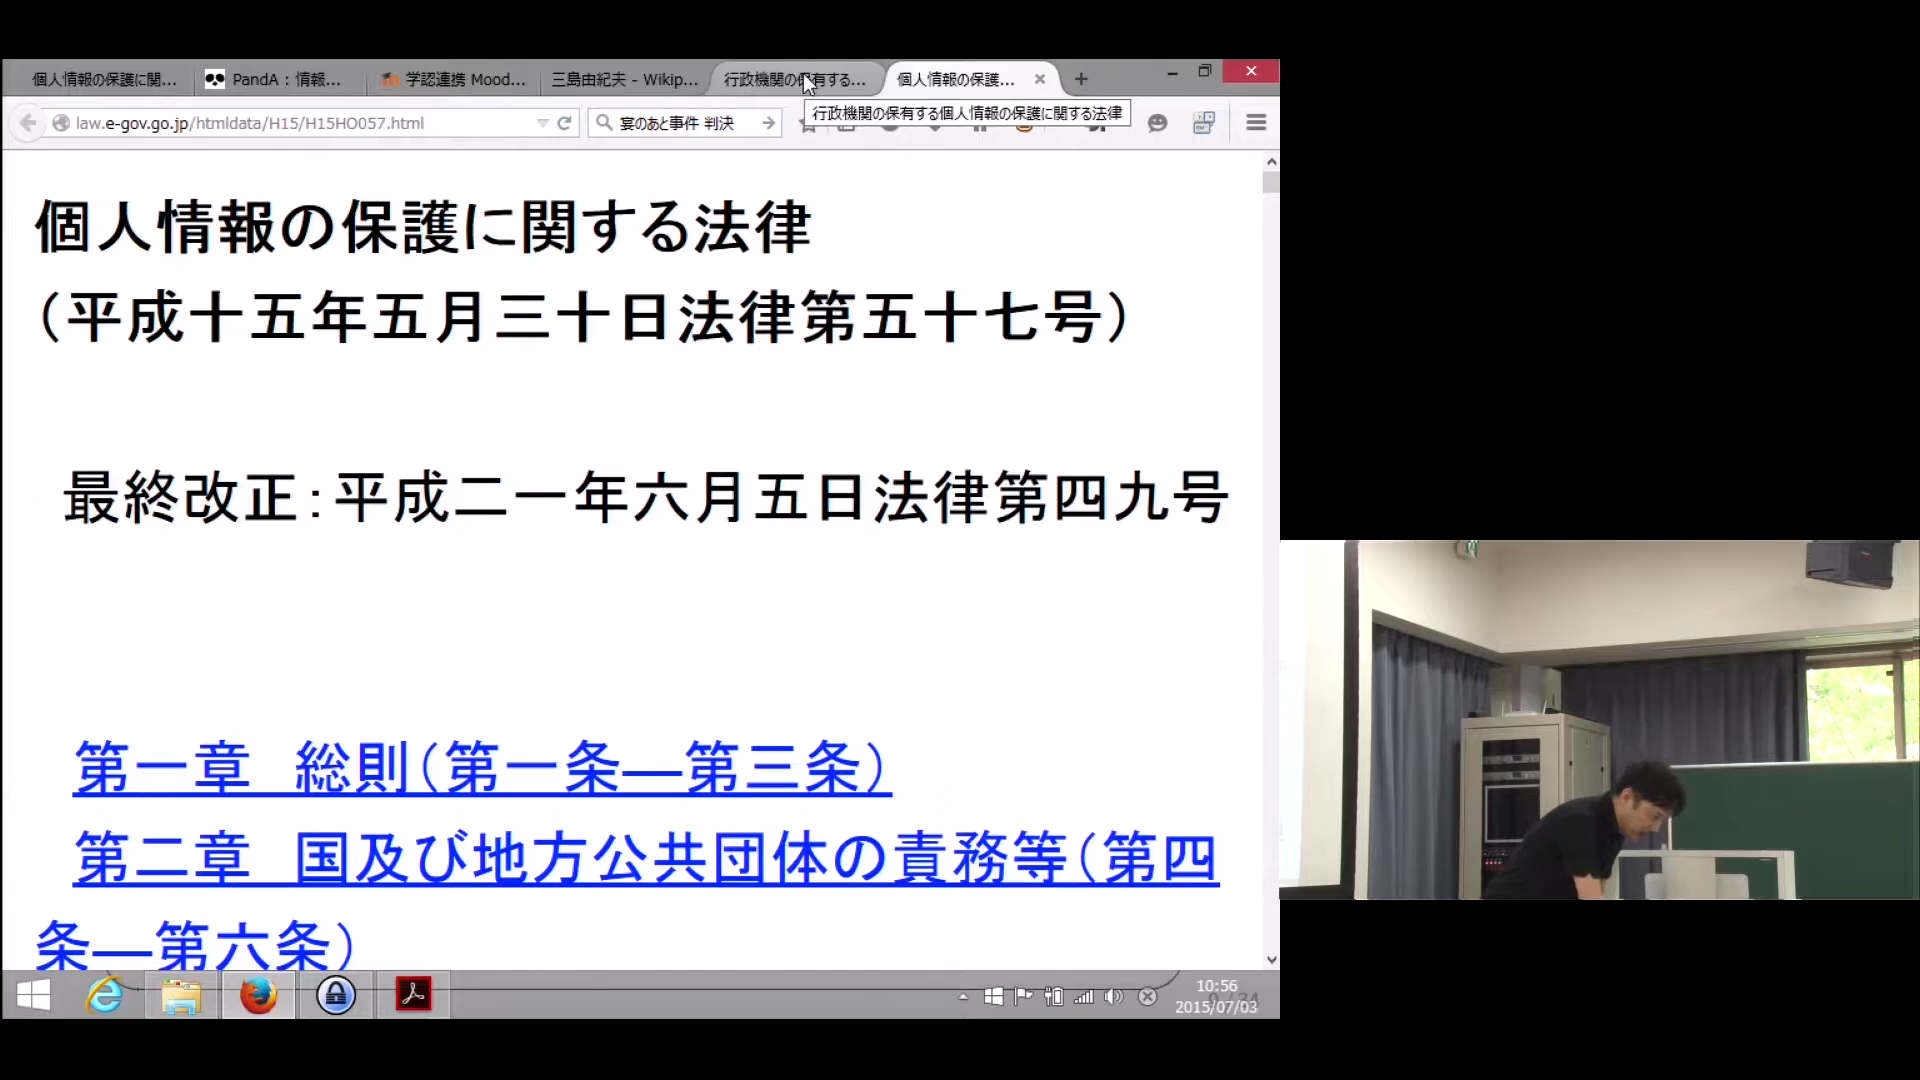 個人情報の保護に関...
PandA : 情報...
学認連携 Mood...
三島由紀夫 - Wikip...
行政機関の保有する...
個人情報の保護...
law.e-gov.go.jp/htmldata/H15/H15HO057.html
宴のあと事件 判決
行政機関の保有する個人情報の保護に関する法律
個人情報の保護に関する法律
（平成十五年五月三十日法律第五十七号）
最終改正：平成二一年六月五日法律第四九号
第一章　総則（第一条―第三条）
第二章　国及び地方公共団体の責務等（第四
条―第六条）
10:56
2015/07/03